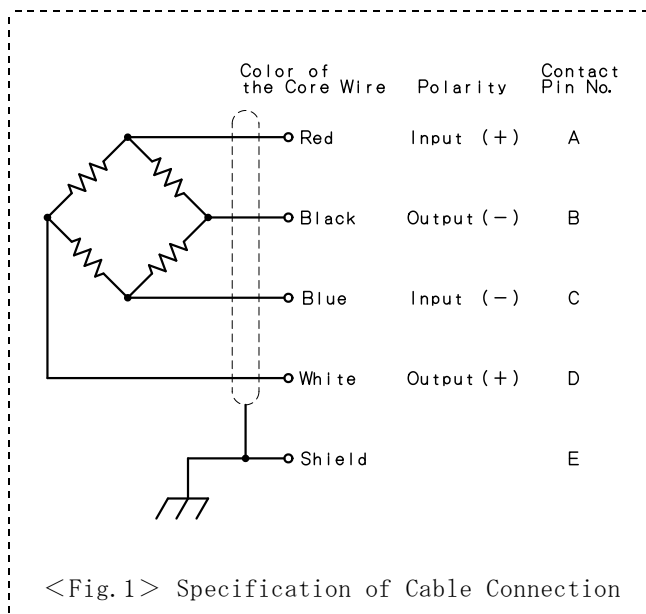 Color of the Core Wire Polarity Contact Pin No.
Red Input (+) A
Black Output(-) B
Blue Input (-) C
White Output(+) D
Shield E
<Fig.1> Specification of Cable Connection